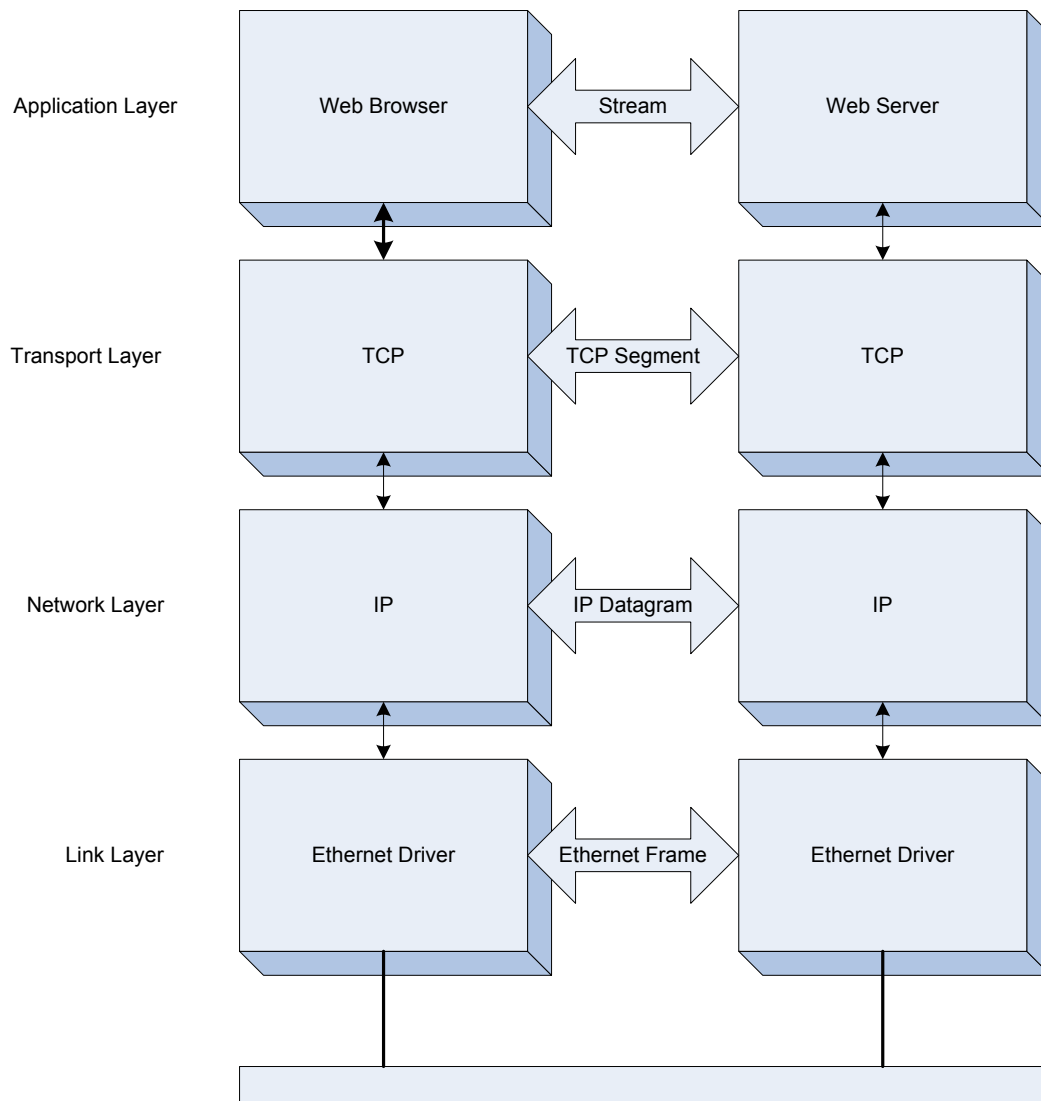 Application Layer
Web Browser
Stream
Web Server
Transport Layer
TCP
TCP Segment
TCP
Network Layer
IP
IP Datagram
IP
Link Layer
Ethernet Driver
Ethernet Frame
Ethernet Driver